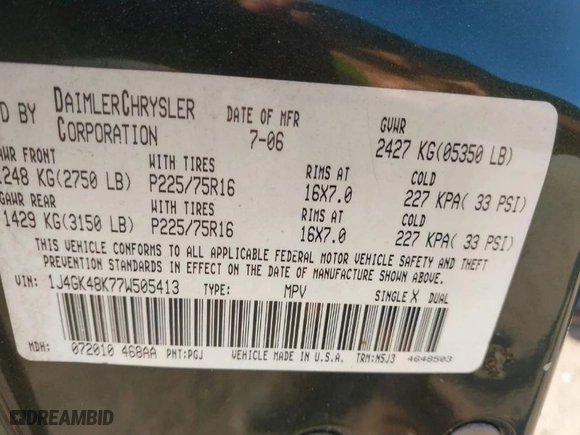 D BY DAIMLERCHRYSLER CORPORATION
DATE OF MFR 7-06
GVWR 2427 KG(05350 LB)
AWR FRONT WITH TIRES RIMS AT COLD
1248 KG(2750 LB) P225/75R16 16X7.0 227 KPA( 33 PSI)
GAWR REAR WITH TIRES RIMS AT COLD
1429 KG(3150 LB) P225/75R16 16X7.0 227 KPA( 33 PSI)
THIS VEHICLE CONFORMS TO ALL APPLICABLE FEDERAL MOTOR VEHICLE SAFETY AND THEFT
PREVENTION STANDARDS IN EFFECT ON THE DATE OF MANUFACTURE SHOWN ABOVE.
VIN: 1J4GK48K77W505413 TYPE: MPV SINGLE X DUAL
MDH: 072010 468AA PNT:PGJ VEHICLE MADE IN U.S.A. TRM:N5J3 4648503
DREAMBID